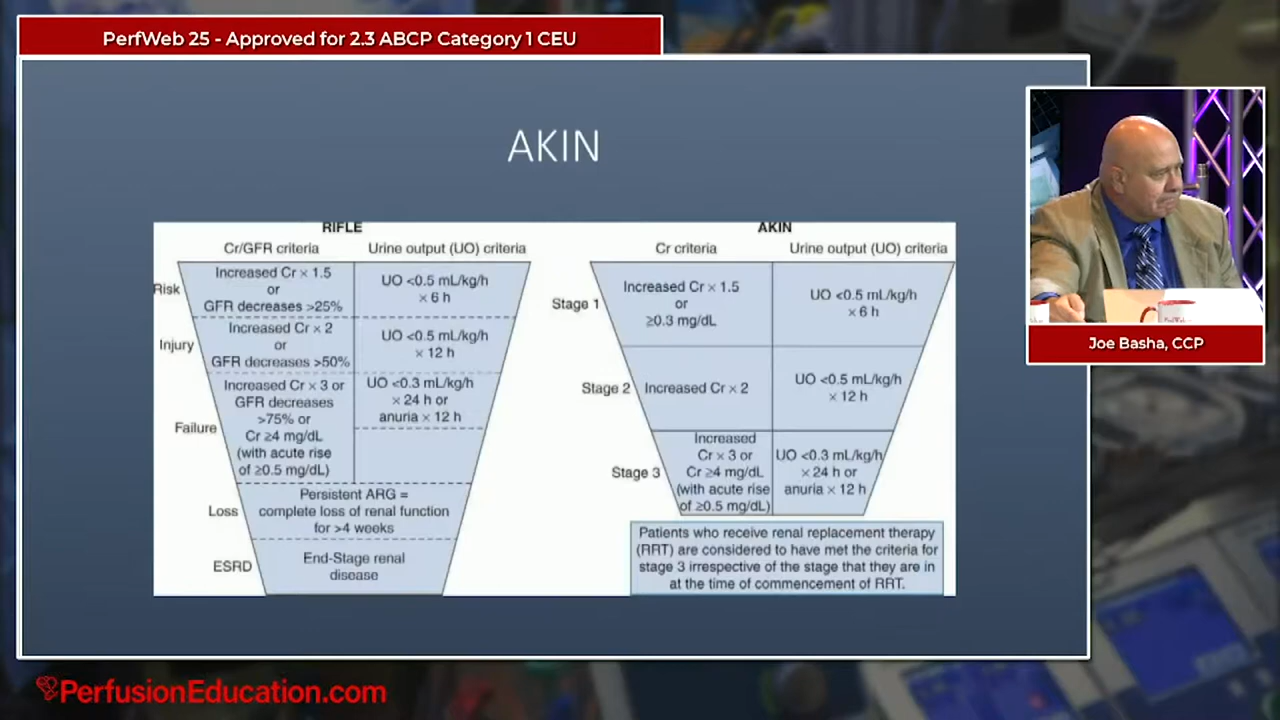 PerfWeb 25 - Approved for 2.3 ABCP Category 1 CEU
AKIN
RIFLE
Cr/GFR criteria
Urine output (UO) criteria
Risk
Increased Cr × 1.5
or
GFR decreases >25%
UO <0.5 mL/kg/h
× 6 h
Injury
Increased Cr × 2
or
GFR decreases >50%
UO <0.5 mL/kg/h
× 12 h
Failure
Increased Cr × 3 or
GFR decreases
>75% or
Cr ≥4 mg/dL
(with acute rise
of ≥0.5 mg/dL)
UO <0.3 mL/kg/h
× 24 h or
anuria × 12 h
Loss
Persistent ARG =
complete loss of renal function
for >4 weeks
ESRD
End-Stage renal
disease
AKIN
Cr criteria
Urine output (UO) criteria
Stage 1
Increased Cr × 1.5
or
≥0.3 mg/dL
UO <0.5 mL/kg/h
× 6 h
Stage 2
Increased Cr × 2
UO <0.5 mL/kg/h
× 12 h
Stage 3
Increased
Cr × 3 or
Cr ≥4 mg/dL
(with acute rise
of ≥0.5 mg/dL)
UO <0.3 mL/kg/h
× 24 h or
anuria × 12 h
Patients who receive renal replacement therapy
(RRT) are considered to have met the criteria for
stage 3 irrespective of the stage that they are in
at the time of commencement of RRT.
Joe Basha, CCP
PerfusionEducation.com